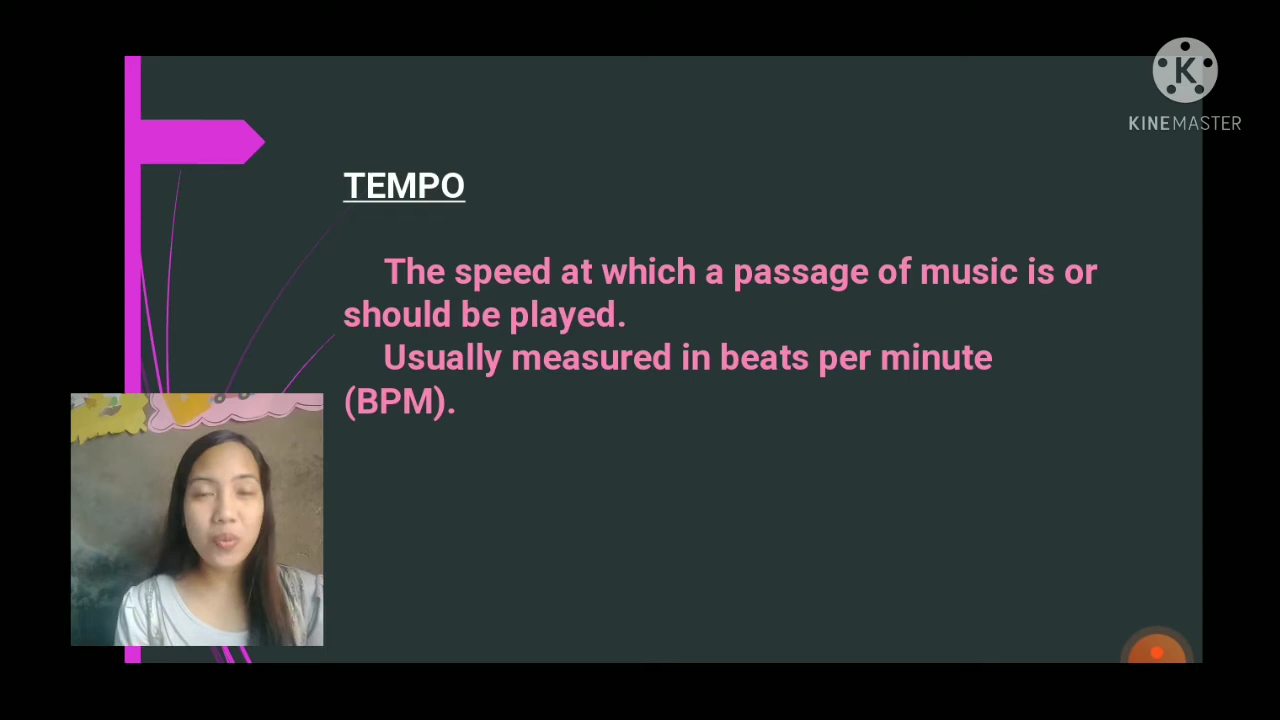 KINEMASTER
TEMPO
The speed at which a passage of music is or
should be played.
Usually measured in beats per minute
(BPM).